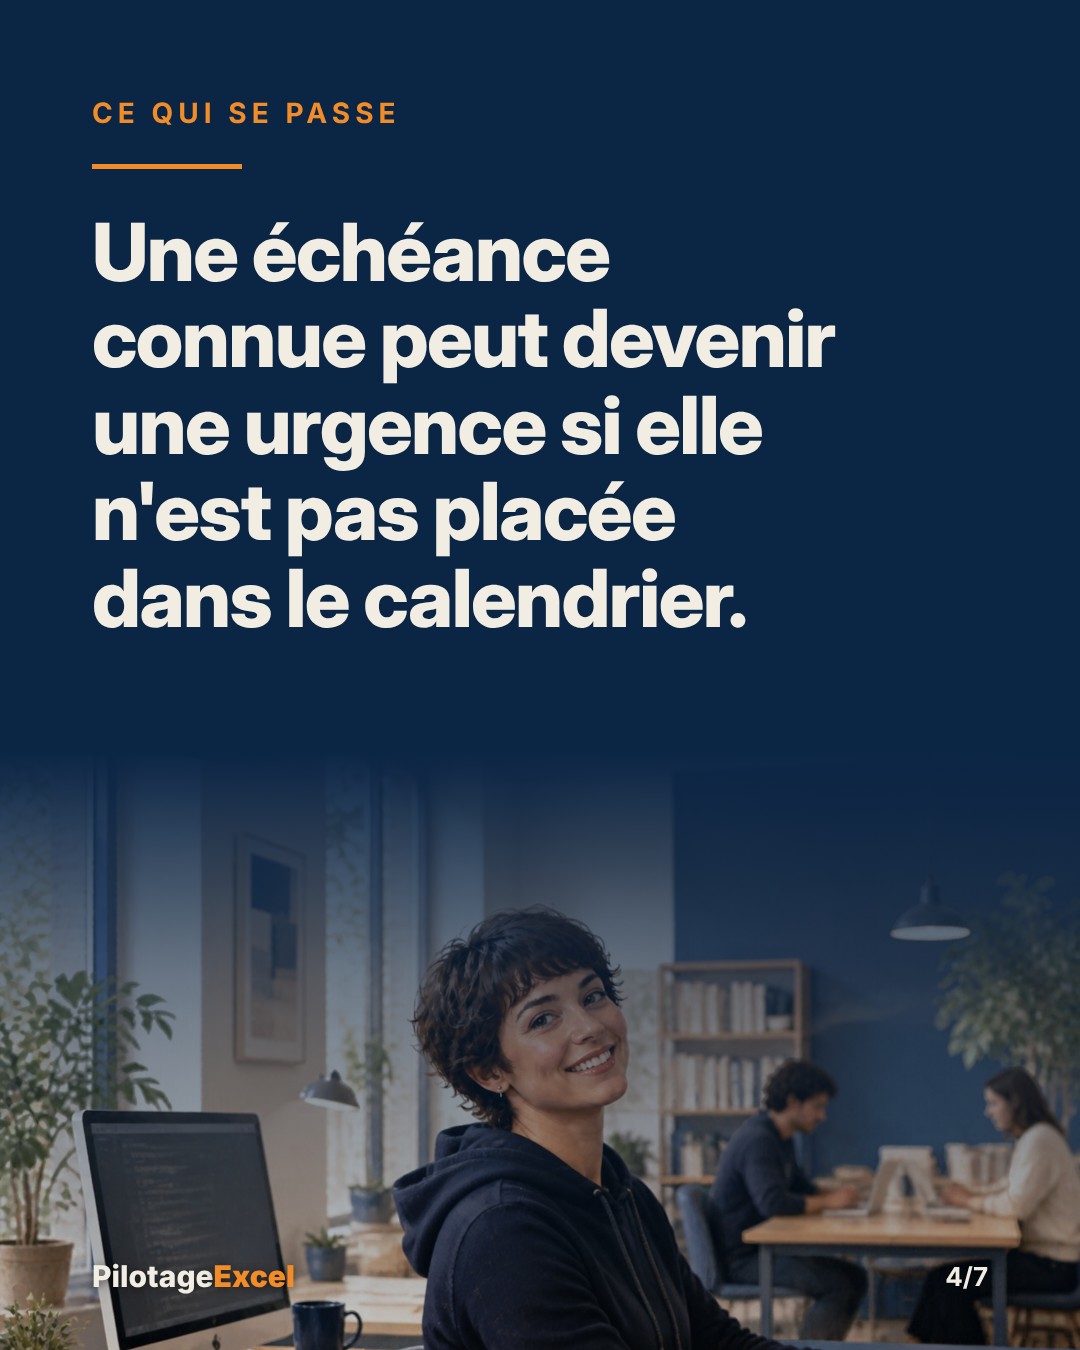 CE QUI SE PASSE
Une échéance
connue peut devenir
une urgence si elle
n'est pas placée
dans le calendrier.
PilotageExcel
4/7